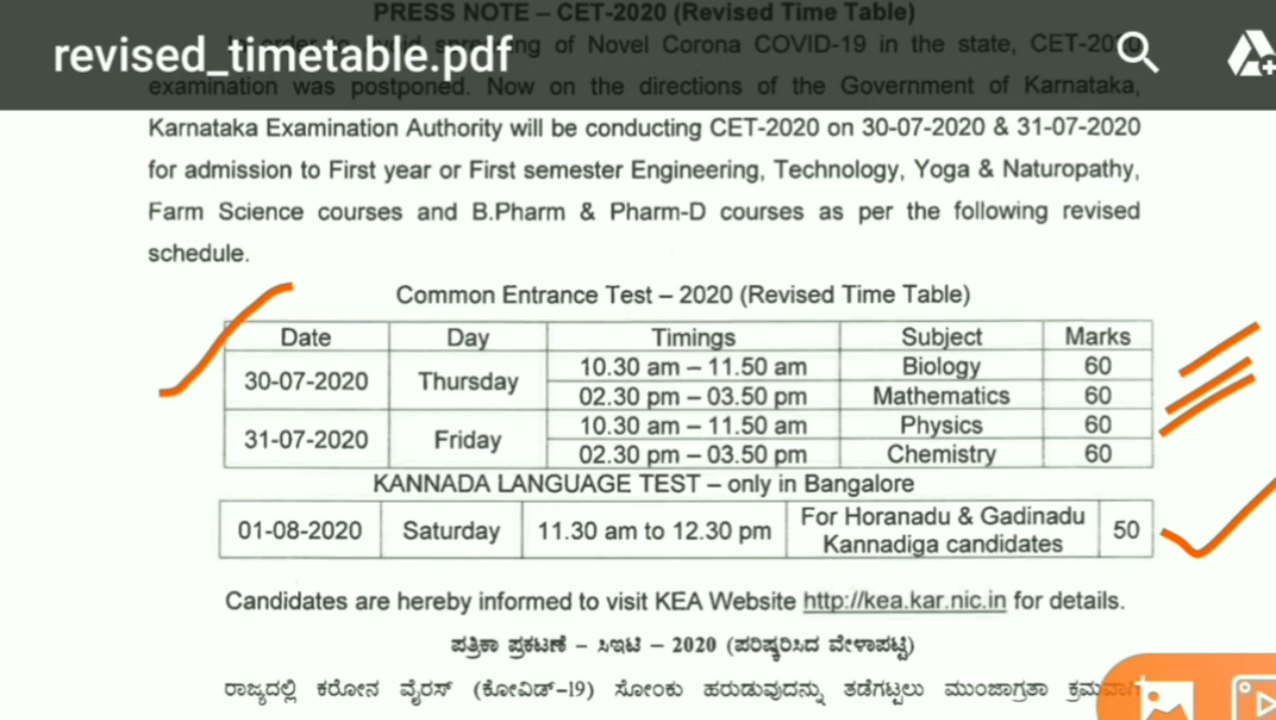 PRESS NOTE – CET-2020 (Revised Time Table)
revised_timetable.pdf
of Novel Corona COVID-19 in the state, CET-2020
examination was postponed. Now on the directions of the Government of Karnataka,
Karnataka Examination Authority will be conducting CET-2020 on 30-07-2020 & 31-07-2020
for admission to First year or First semester Engineering, Technology, Yoga & Naturopathy,
Farm Science courses and B.Pharm & Pharm-D courses as per the following revised
schedule.
Common Entrance Test – 2020 (Revised Time Table)
Date Day Timings Subject Marks
30-07-2020 Thursday 10.30 am – 11.50 am Biology 60
02.30 pm – 03.50 pm Mathematics 60
31-07-2020 Friday 10.30 am – 11.50 am Physics 60
02.30 pm – 03.50 pm Chemistry 60
KANNADA LANGUAGE TEST – only in Bangalore
01-08-2020 Saturday 11.30 am to 12.30 pm For Horanadu & Gadinadu
Kannadiga candidates 50
Candidates are hereby informed to visit KEA Website http://kea.kar.nic.in for details.
ಪತ್ರಿಕಾ ಪ್ರಕಟಣೆ – ಸಿಇಟಿ – 2020 (ಪರಿಷ್ಕರಿಸಿದ ವೇಳಾಪಟ್ಟಿ)
ರಾಜ್ಯದಲ್ಲಿ ಕರೋನ ವೈರಸ್ (ಕೋವಿಡ್–19) ಸೋಂಕು ಹರುಡುವುದನ್ನು ತಡೆಗಟ್ಟಲು ಮುಂಜಾಗ್ರತಾ